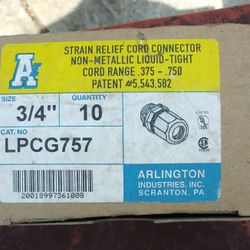 A
STRAIN RELIEF CORD CONNECTOR
NON-METALLIC LIQUID-TIGHT
CORD RANGE .375 - .750
PATENT #5,543,582
SIZE
QUANTITY
3/4" 10
CAT. NO
LPCG757
ARLINGTON
INDUSTRIES, INC.
SCRANTON, PA
20018997361008